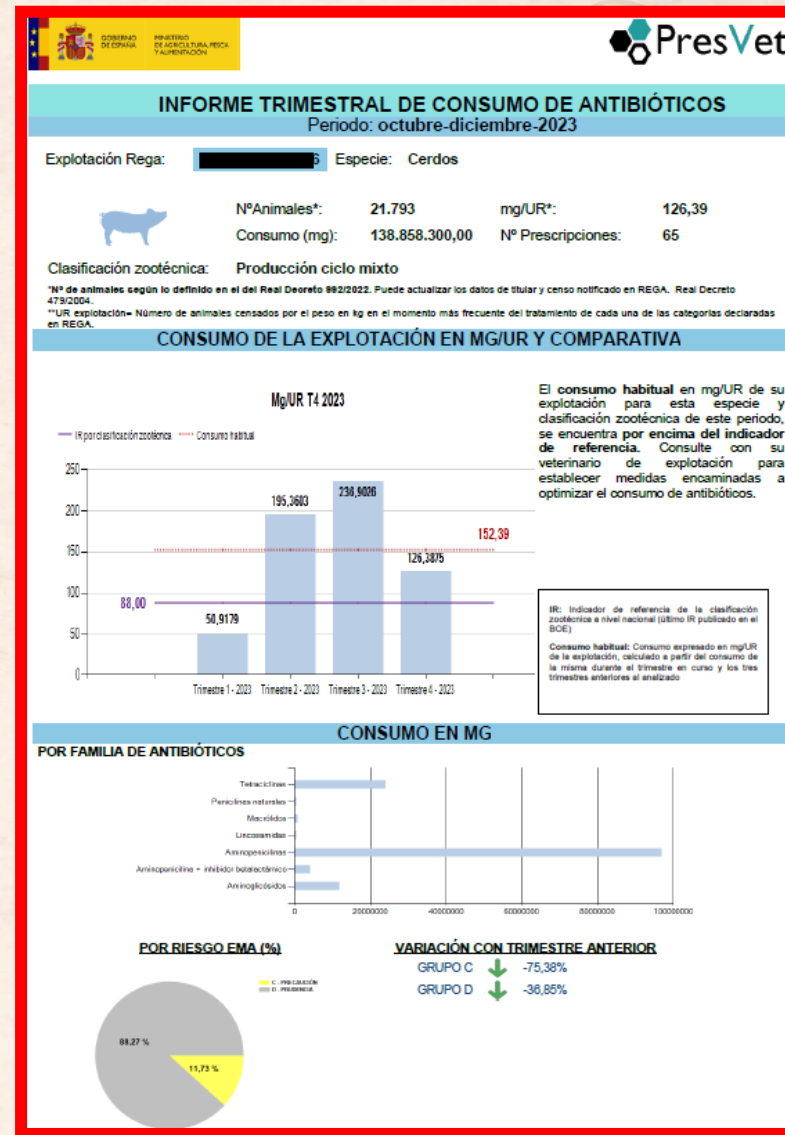 GOBIERNO DE ESPAÑA
MINISTERIO DE AGRICULTURA, PESCA Y ALIMENTACIÓN
PresVet
INFORME TRIMESTRAL DE CONSUMO DE ANTIBIÓTICOS
Periodo: octubre-diciembre-2023
Explotación Rega: 6 Especie: Cerdos
NºAnimales*: 21.793 mg/UR*: 126,39
Consumo (mg): 138.858.300,00 Nº Prescripciones: 65
Clasificación zootécnica: Producción ciclo mixto
*Nº de animales según lo definido en el del Real Decreto 992/2022. Puede actualizar los datos de titular y censo notificado en REGA. Real Decreto
479/2004.
**UR explotación= Número de animales censados por el peso en kg en el momento más frecuente del tratamiento de cada una de las categorías declaradas
en REGA.
CONSUMO DE LA EXPLOTACIÓN EN MG/UR Y COMPARATIVA
Mg/UR T4 2023
IR por clasificación zootécnica Consumo habitual
250
200
150
100
50
0
195,3603
236,9026
152,39
126,3875
88,00
50,9179
Trimestre 1 - 2023 Trimestre 2 - 2023 Trimestre 3 - 2023 Trimestre 4 - 2023
El consumo habitual en mg/UR de su
explotación para esta especie y
clasificación zootécnica de este periodo,
se encuentra por encima del indicador
de referencia. Consulte con su
veterinario de explotación para
establecer medidas encaminadas a
optimizar el consumo de antibióticos.
IR: Indicador de referencia de la clasificación
zootécnica a nivel nacional (último IR publicado en el
BOE)
Consumo habitual: Consumo expresado en mg/UR
de la explotación, calculado a partir del consumo de
la misma durante el trimestre en curso y los tres
trimestres anteriores al analizado
CONSUMO EN MG
POR FAMILIA DE ANTIBIÓTICOS
Tetraciclinas
Penicilinas naturales
Macrólidos
Lincosamidas
Aminopenicilinas
Aminopenicilina + inhibidor betalactámico
Aminoglicósidos
0 20000000 40000000 60000000 80000000 100000000
POR RIESGO EMA (%)
C - PRECAUCIÓN
D - PRUDENCIA
88,27 %
11,73 %
VARIACIÓN CON TRIMESTRE ANTERIOR
GRUPO C -75,38%
GRUPO D -36,85%